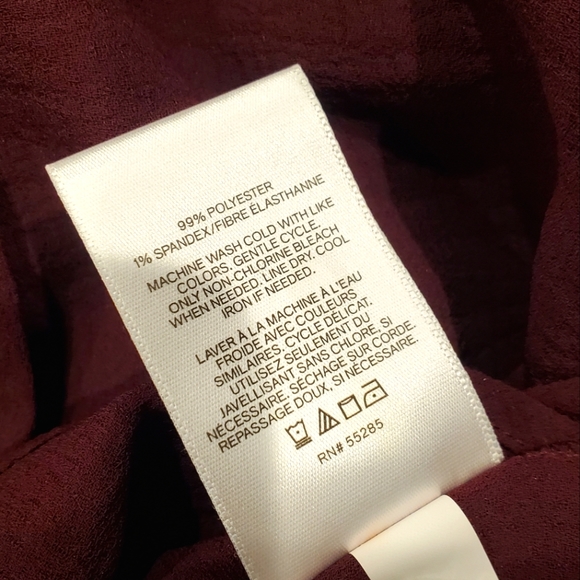 99% POLYESTER
1% SPANDEX/FIBRE ÉLASTHANNE
MACHINE WASH COLD WITH LIKE
COLORS. GENTLE CYCLE.
ONLY NON-CHLORINE BLEACH
WHEN NEEDED. LINE DRY. COOL
IRON IF NEEDED.
LAVER À LA MACHINE À L'EAU
FROIDE AVEC COULEURS
SIMILAIRES. CYCLE DÉLICAT.
UTILISEZ SEULEMENT DU
JAVELLISANT SANS CHLORE, SI
NÉCESSAIRE. SÉCHAGE SUR CORDE.
REPASSAGE DOUX. SI NÉCESSAIRE.
RN# 55285